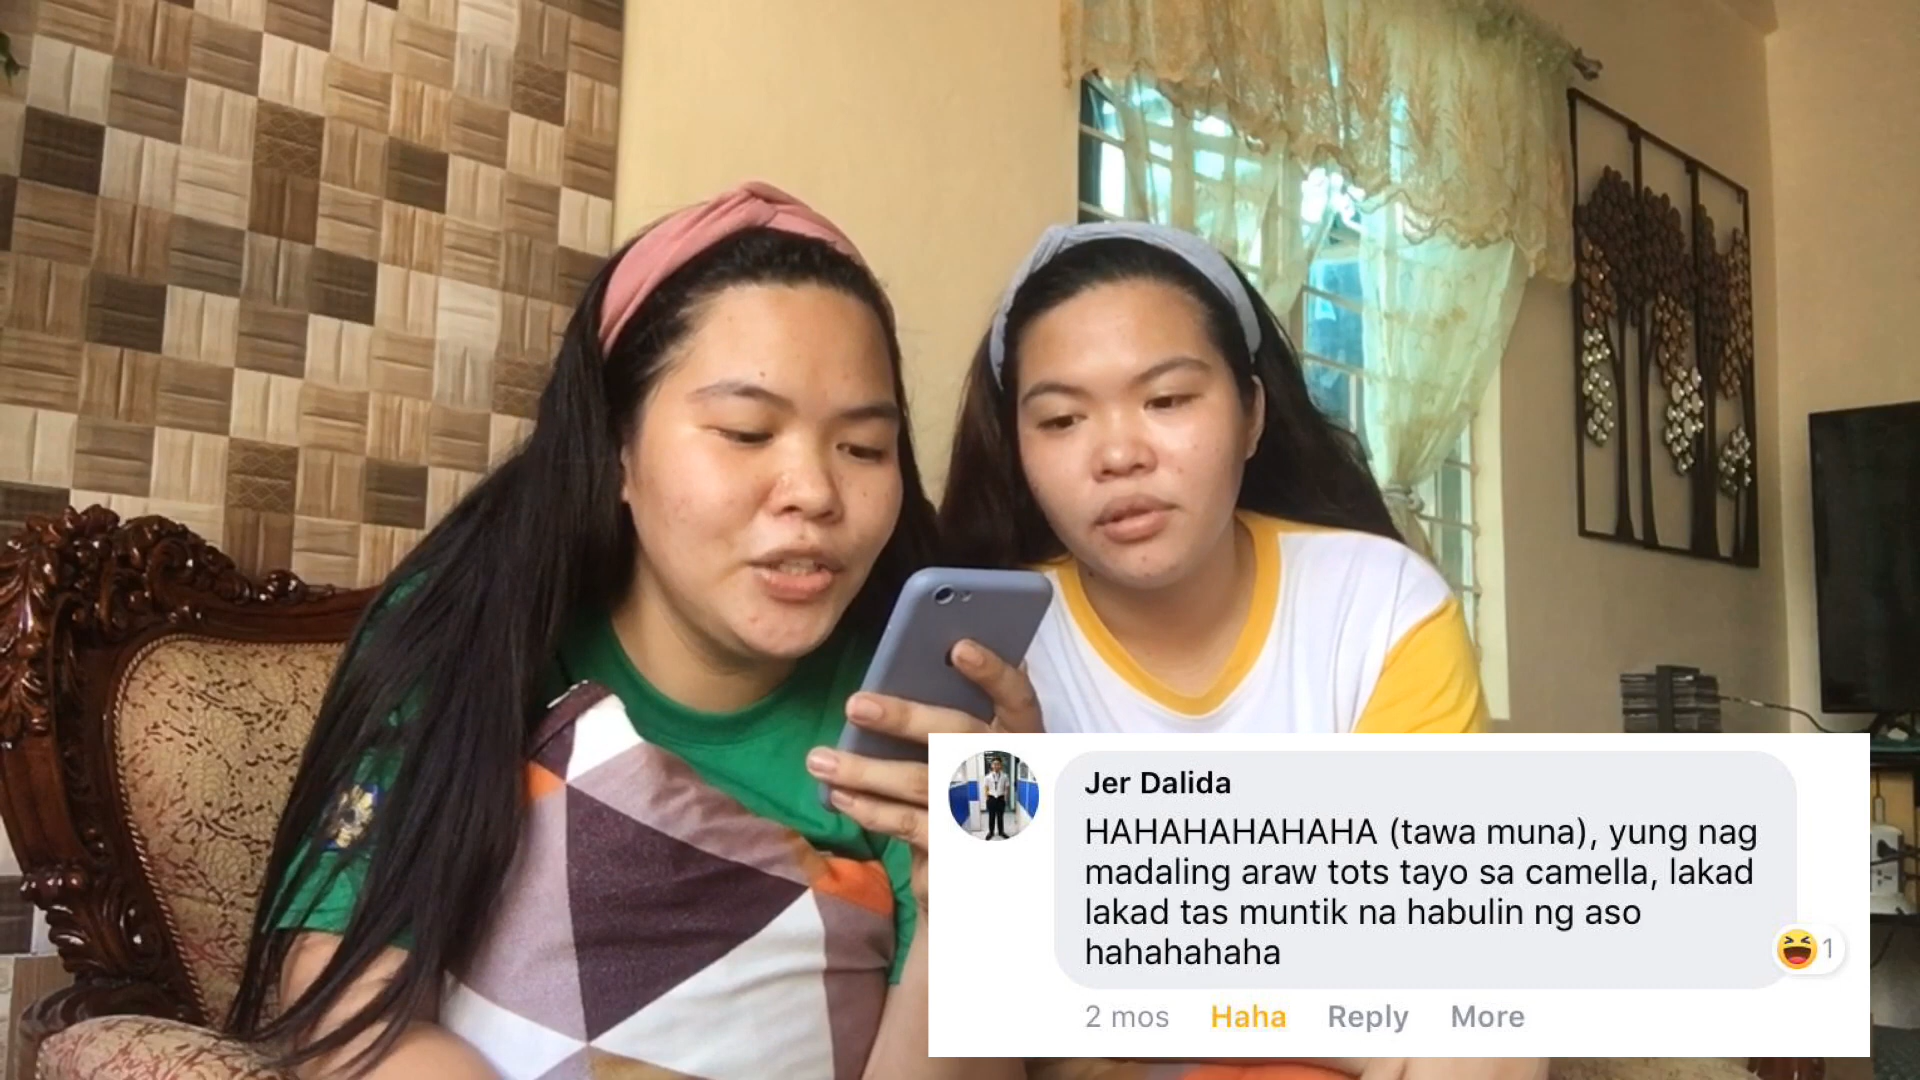 Jer Dalida
HAHAHAHAHAHA (tawa muna), yung nag
madaling araw tots tayo sa camella, lakad
lakad tas muntik na habulin ng aso
hahahahaha
1
2 mos Haha Reply More